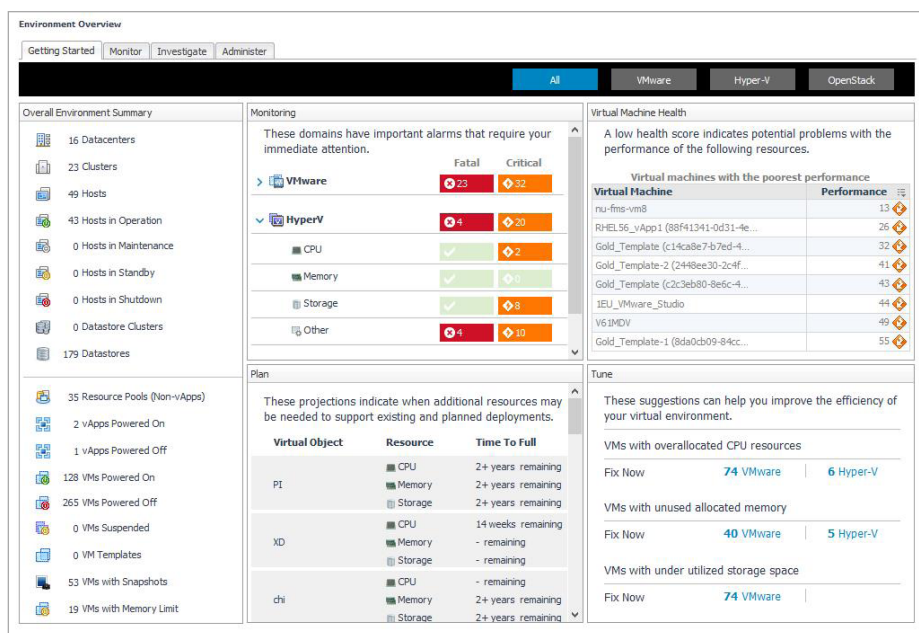 Environment Overview
Getting Started Monitor Investigate Administer
All VMware Hyper-V OpenStack
Overall Environment Summary
16 Datacenters
23 Clusters
49 Hosts
43 Hosts in Operation
0 Hosts in Maintenance
0 Hosts in Standby
0 Hosts in Shutdown
0 Datastore Clusters
179 Datastores
35 Resource Pools (Non-vApps)
2 vApps Powered On
1 vApps Powered Off
128 VMs Powered On
265 VMs Powered Off
0 VMs Suspended
0 VM Templates
53 VMs with Snapshots
19 VMs with Memory Limit
Monitoring
These domains have important alarms that require your
immediate attention.
Fatal Critical
VMware 23 32
HyperV 4 20
CPU 2
Memory 0
Storage 8
Other 4 10
Virtual Machine Health
A low health score indicates potential problems with the
performance of the following resources.
Virtual machines with the poorest performance
Virtual Machine Performance
nu-fms-vm8 13
RHEL56_vApp1 (88f41341-0d31-4e... 26
Gold_Template (c14ca8e7-b7ed-4... 32
Gold_Template-2 (2448ee30-2c4f... 41
Gold_Template (c2c3eb80-8e6c-4... 43
1EU_VMware_Studio 44
V61MDV 49
Gold_Template-1 (8da0cb09-84cc... 55
Plan
These projections indicate when additional resources may
be needed to support existing and planned deployments.
Virtual Object Resource Time To Full
CPU 2+ years remaining
PI Memory 2+ years remaining
Storage 2+ years remaining
CPU 14 weeks remaining
XD Memory - remaining
Storage - remaining
CPU - remaining
chi Memory 2+ years remaining
Storage 2+ years remaining
Tune
These suggestions can help you improve the efficiency of
your virtual environment.
VMs with overallocated CPU resources
Fix Now 74 VMware 6 Hyper-V
VMs with unused allocated memory
Fix Now 40 VMware 5 Hyper-V
VMs with under utilized storage space
Fix Now 74 VMware